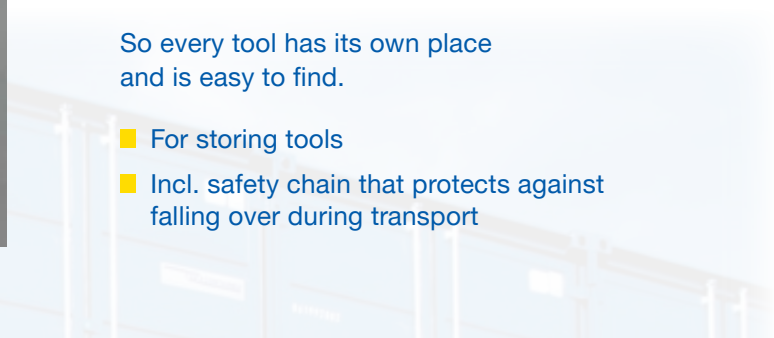 So every tool has its own place
and is easy to find.
For storing tools
Incl. safety chain that protects against
falling over during transport